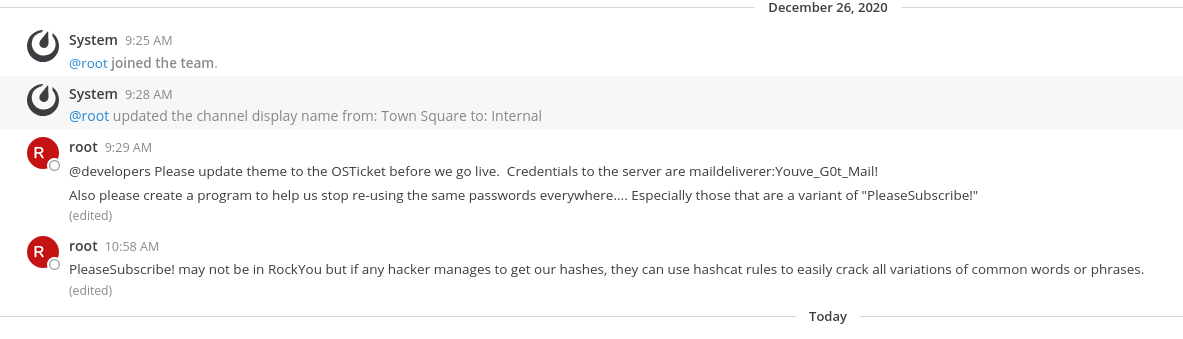 December 26, 2020
System 9:25 AM
@root joined the team.
System 9:28 AM
@root updated the channel display name from: Town Square to: Internal
R
root 9:29 AM
@developers Please update theme to the OSTicket before we go live.  Credentials to the server are maildeliverer:Youve_G0t_Mail!
Also please create a program to help us stop re-using the same passwords everywhere.... Especially those that are a variant of "PleaseSubscribe!"
(edited)
R
root 10:58 AM
PleaseSubscribe! may not be in RockYou but if any hacker manages to get our hashes, they can use hashcat rules to easily crack all variations of common words or phrases.
(edited)
Today